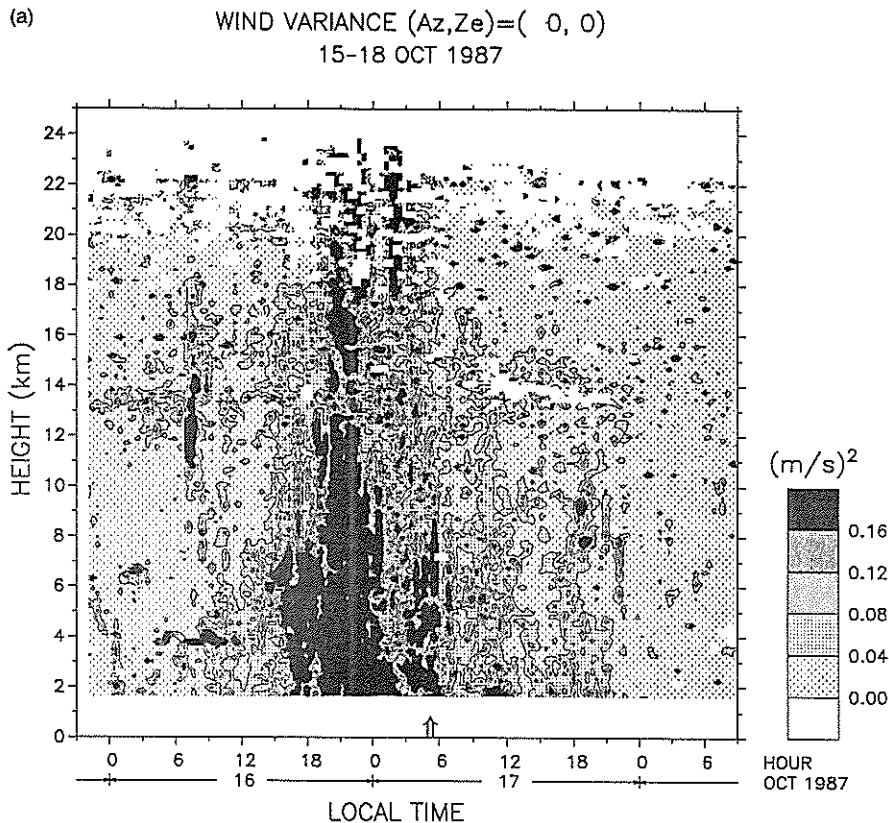 (a)
WIND VARIANCE (Az,Ze)=( 0, 0)
15-18 OCT 1987
24
22
20
18
16
14
12
10
8
6
4
2
0
HEIGHT (km)
(m/s)2
0.16
0.12
0.08
0.04
0.00
0 6 12 18 0 6 12 18 0 6 HOUR
16 17 OCT 1987
LOCAL TIME